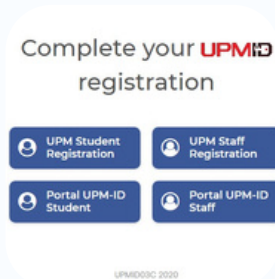 Complete your UPMID
registration
UPM Student
Registration
UPM Staff
Registration
Portal UPM-ID
Student
Portal UPM-ID
Staff
UPMID03C 2020